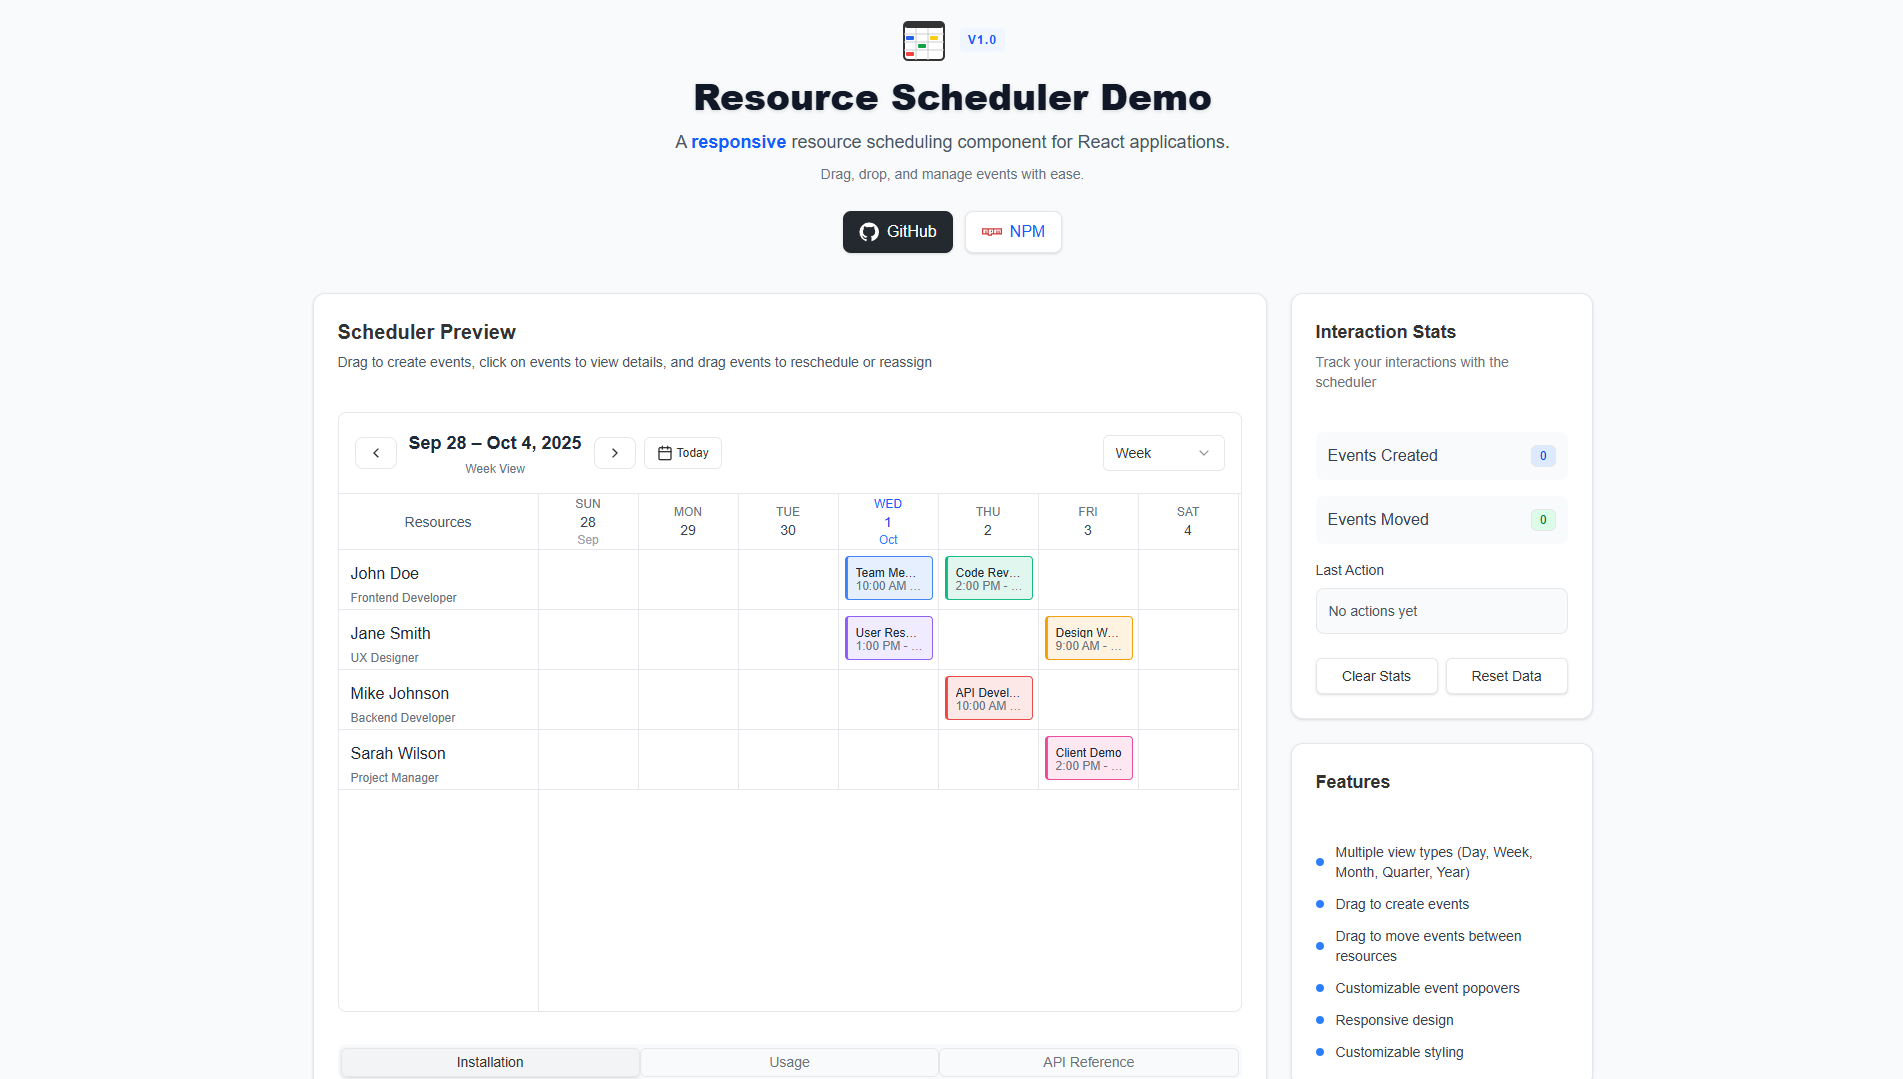 V1.0
Resource Scheduler Demo
A responsive resource scheduling component for React applications.
Drag, drop, and manage events with ease.
GitHub
NPM
Scheduler Preview
Drag to create events, click on events to view details, and drag events to reschedule or reassign
Sep 28 – Oct 4, 2025
Week View
Today
Week
Resources
SUN
28
Sep
MON
29
TUE
30
WED
1
Oct
THU
2
FRI
3
SAT
4
John Doe
Frontend Developer
Team Me...
10:00 AM ...
Code Rev...
2:00 PM - ...
Jane Smith
UX Designer
User Res...
1:00 PM - ...
Design W...
9:00 AM - ...
Mike Johnson
Backend Developer
API Devel...
10:00 AM ...
Sarah Wilson
Project Manager
Client Demo
2:00 PM - ...
Installation
Usage
API Reference
Interaction Stats
Track your interactions with the
scheduler
Events Created
0
Events Moved
0
Last Action
No actions yet
Clear Stats
Reset Data
Features
Multiple view types (Day, Week,
Month, Quarter, Year)
Drag to create events
Drag to move events between
resources
Customizable event popovers
Responsive design
Customizable styling